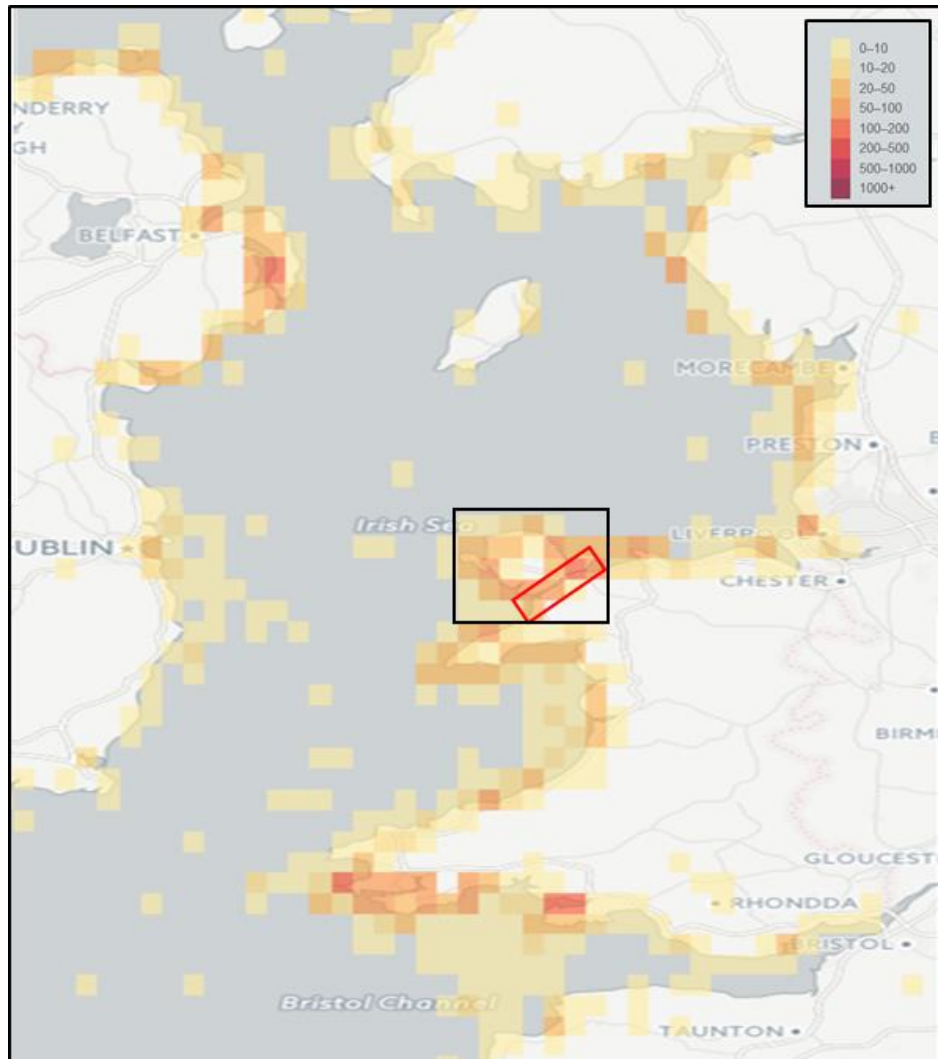 0–10
10–20
20–50
50–100
100–200
200–500
500–1000
1000+
NDERRY
Y
GH
BELFAST
MORECAMBE
PRESTON
B
Irish Sea
LIVERPOOL
UBLIN
CHESTER
BIRM
GLOUCEST
RHONDDA
BRISTOL
Bristol Channel
TAUNTON